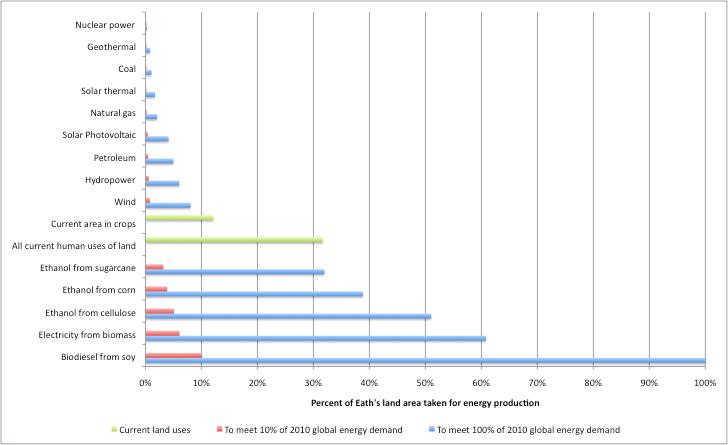 Nuclear power
Geothermal
Coal
Solar thermal
Natural gas
Solar Photovoltaic
Petroleum
Hydropower
Wind
Current area in crops
All current human uses of land
Ethanol from sugarcane
Ethanol from corn
Ethanol from cellulose
Electricity from biomass
Biodiesel from soy
0% 10% 20% 30% 40% 50% 60% 70% 80% 90% 100%
Percent of Eath's land area taken for energy production
Current land uses To meet 10% of 2010 global energy demand To meet 100% of 2010 global energy demand